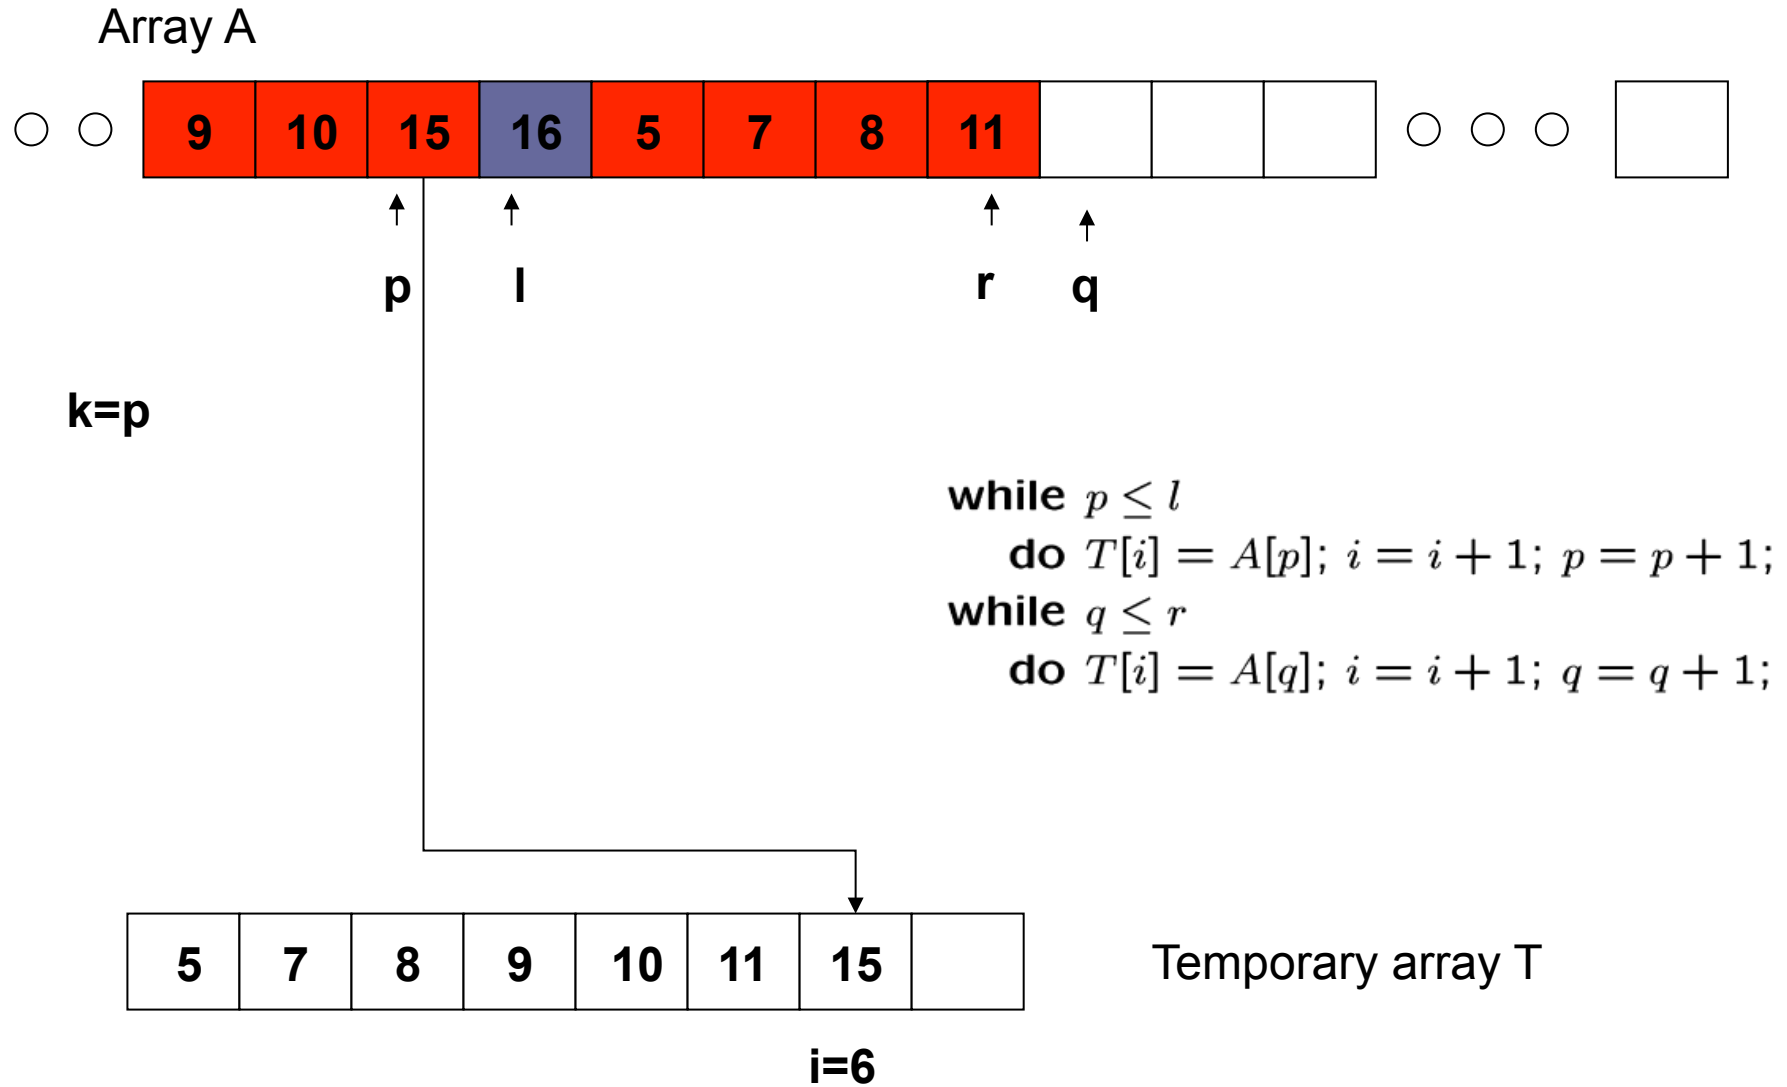 Array A
9 10 15 16 5 7 8 11
p l r q
k=p
while p ≤ l
do T[i] = A[p]; i = i + 1; p = p + 1;
while q ≤ r
do T[i] = A[q]; i = i + 1; q = q + 1;
5 7 8 9 10 11 15
Temporary array T
i=6